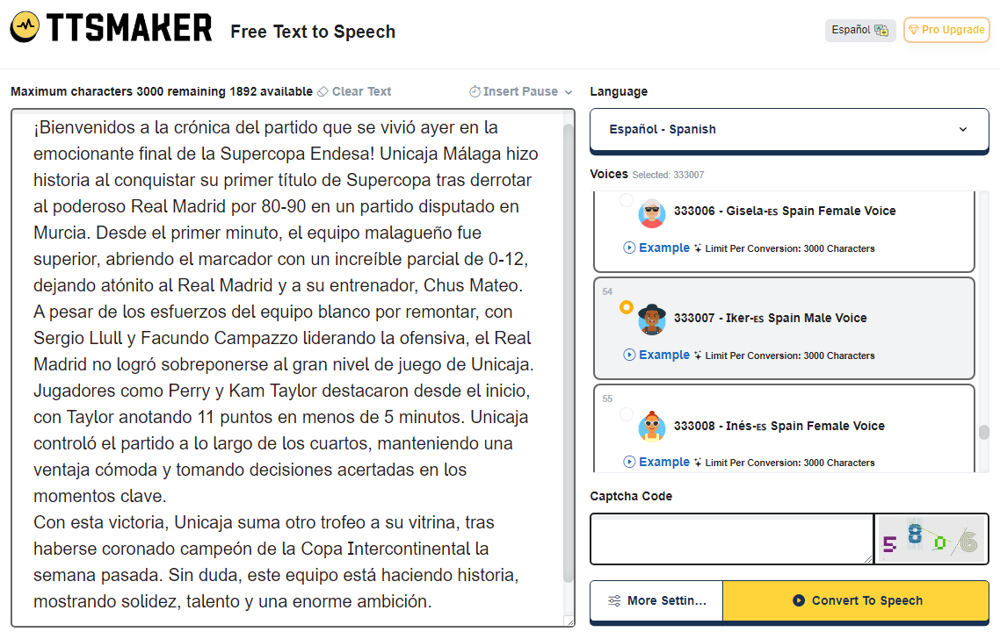 TTSMAKER
Free Text to Speech
Español
Pro Upgrade
Maximum characters 3000 remaining 1892 available
Clear Text
Insert Pause
¡Bienvenidos a la crónica del partido que se vivió ayer en la
emocionante final de la Supercopa Endesa! Unicaja Málaga hizo
historia al conquistar su primer título de Supercopa tras derrotar
al poderoso Real Madrid por 80-90 en un partido disputado en
Murcia. Desde el primer minuto, el equipo malagueño fue
superior, abriendo el marcador con un increíble parcial de 0-12,
dejando atónito al Real Madrid y a su entrenador, Chus Mateo.
A pesar de los esfuerzos del equipo blanco por remontar, con
Sergio Llull y Facundo Campazzo liderando la ofensiva, el Real
Madrid no logró sobreponerse al gran nivel de juego de Unicaja.
Jugadores como Perry y Kam Taylor destacaron desde el inicio,
con Taylor anotando 11 puntos en menos de 5 minutos. Unicaja
controló el partido a lo largo de los cuartos, manteniendo una
ventaja cómoda y tomando decisiones acertadas en los
momentos clave.
Con esta victoria, Unicaja suma otro trofeo a su vitrina, tras
haberse coronado campeón de la Copa Intercontinental la
semana pasada. Sin duda, este equipo está haciendo historia,
mostrando solidez, talento y una enorme ambición.
Language
Español - Spanish
Voices Selected: 333007
333006 - Gisela-ES Spain Female Voice
Example Limit Per Conversion: 3000 Characters
54
333007 - Iker-ES Spain Male Voice
Example Limit Per Conversion: 3000 Characters
55
333008 - Inés-ES Spain Female Voice
Example Limit Per Conversion: 3000 Characters
Captcha Code
5806
More Settin...
Convert To Speech